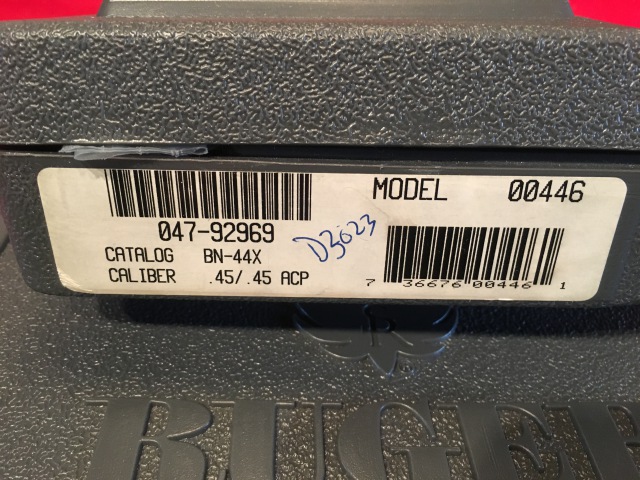 MODEL 00446
047-92969
D3023
CATALOG BN-44X
CALIBER .45/.45 ACP
7 36676 00446 1
RUGER